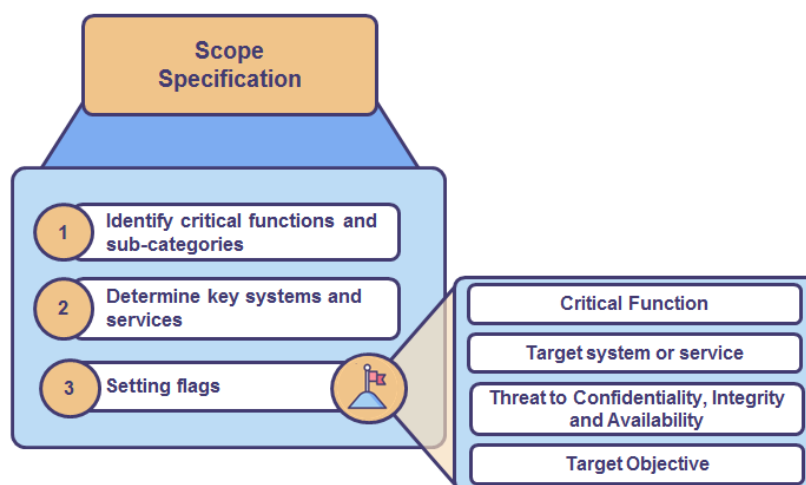 Scope
Specification
1
Identify critical functions and
sub-categories
2
Determine key systems and
services
3
Setting flags
Critical Function
Target system or service
Threat to Confidentiality, Integrity
and Availability
Target Objective